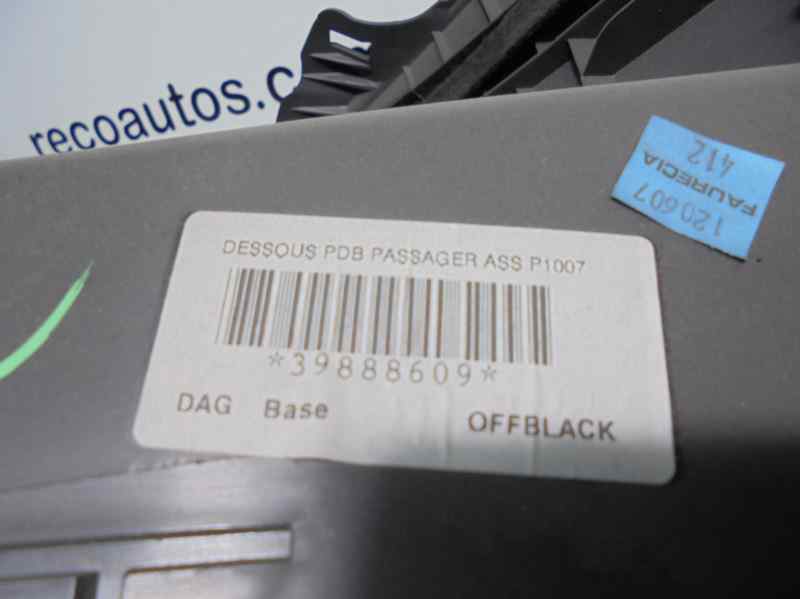 recoautos.c
120607
FAURECIA
412
DESSOUS PDB PASSAGER ASS P1007
*39888609*
DAG Base OFFBLACK